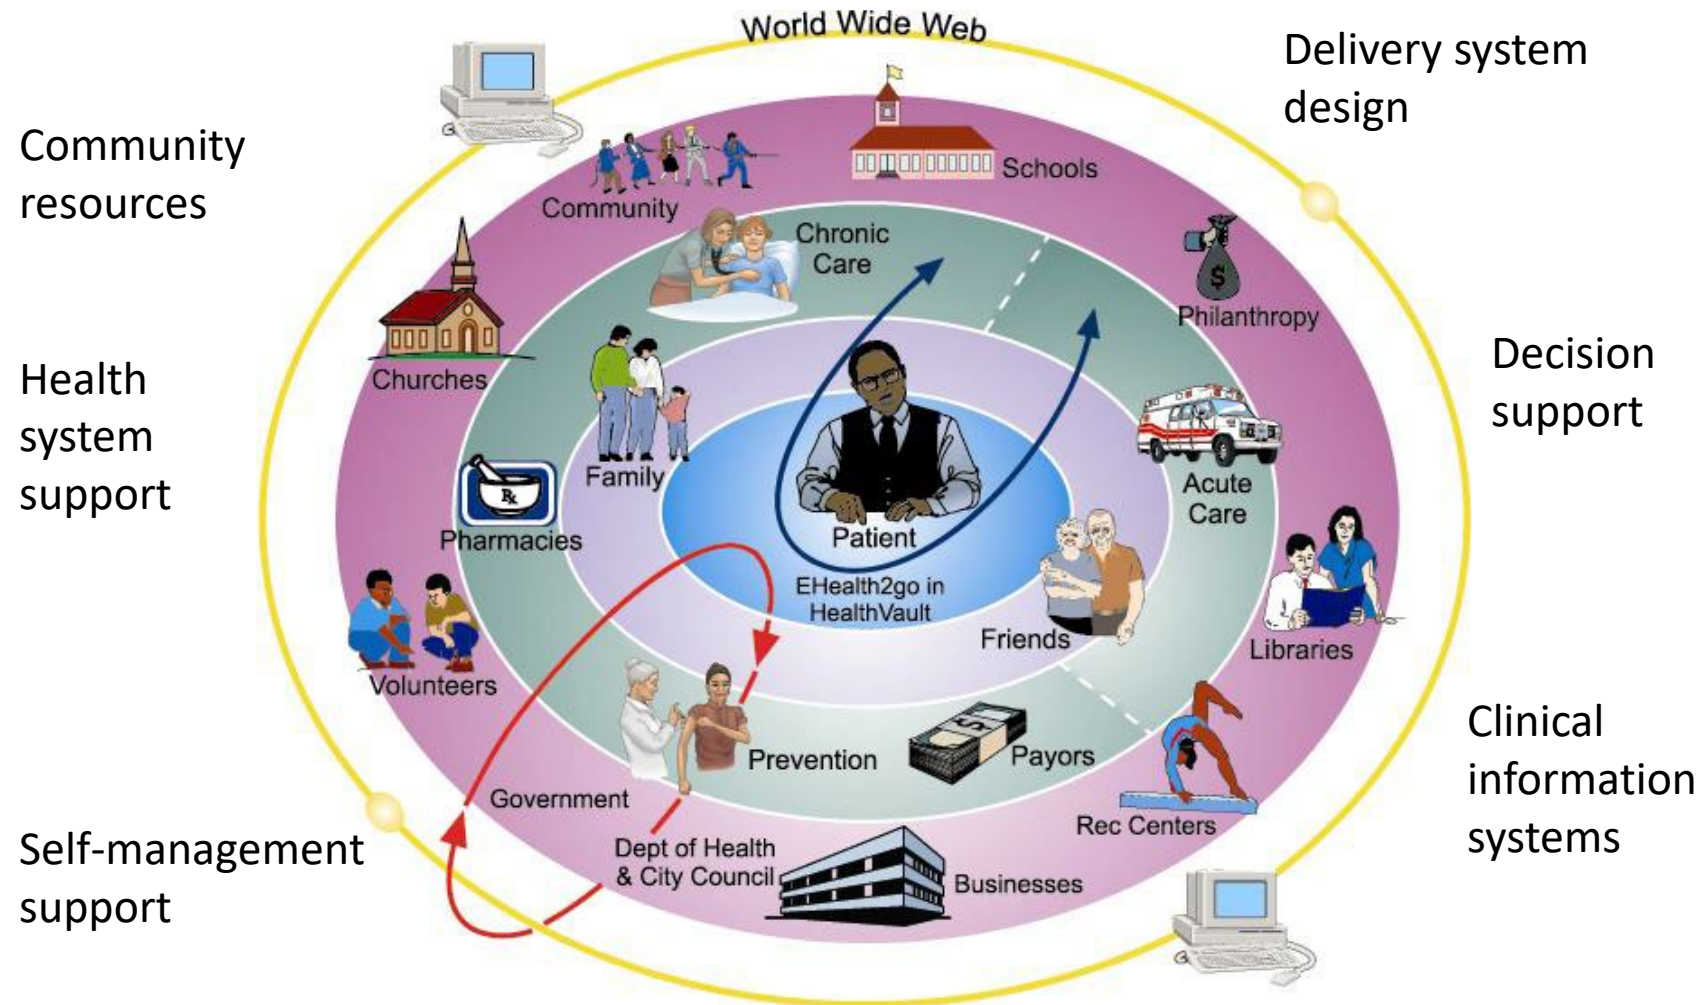 World Wide Web
Delivery system
design
Community
resources
Schools
Community
Chronic
Care
Philanthropy
Churches
Health
system
support
Decision
support
$
Family
Acute
Care
Rx
Pharmacies
Patient
EHealth2go in
HealthVault
Friends
Libraries
Volunteers
Clinical
information
systems
Prevention
$
Payors
Government
Rec Centers
Self-management
support
Dept of Health
& City Council
Businesses